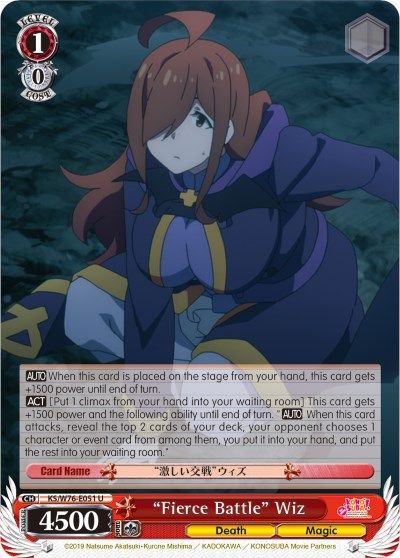 LEVEL
1
0
COST
AUTO When this card is placed on the stage from your hand, this card gets
+1500 power until end of turn.
ACT [Put 1 climax from your hand into your waiting room] This card gets
+1500 power and the following ability until end of turn. "AUTO When this card
attacks, reveal the top 2 cards of your deck, your opponent chooses 1
character or event card from among them, you put it into your hand, and put
the rest into your waiting room."
Card Name "激しい交戦"ウィズ
CH KS/W76-E051 U
POWER 4500 "Fierce Battle" Wiz
Death Magic
©2019 Natsume Akatsuki・Kurone Mishima / KADOKAWA / KONOSUBA Movie Partners